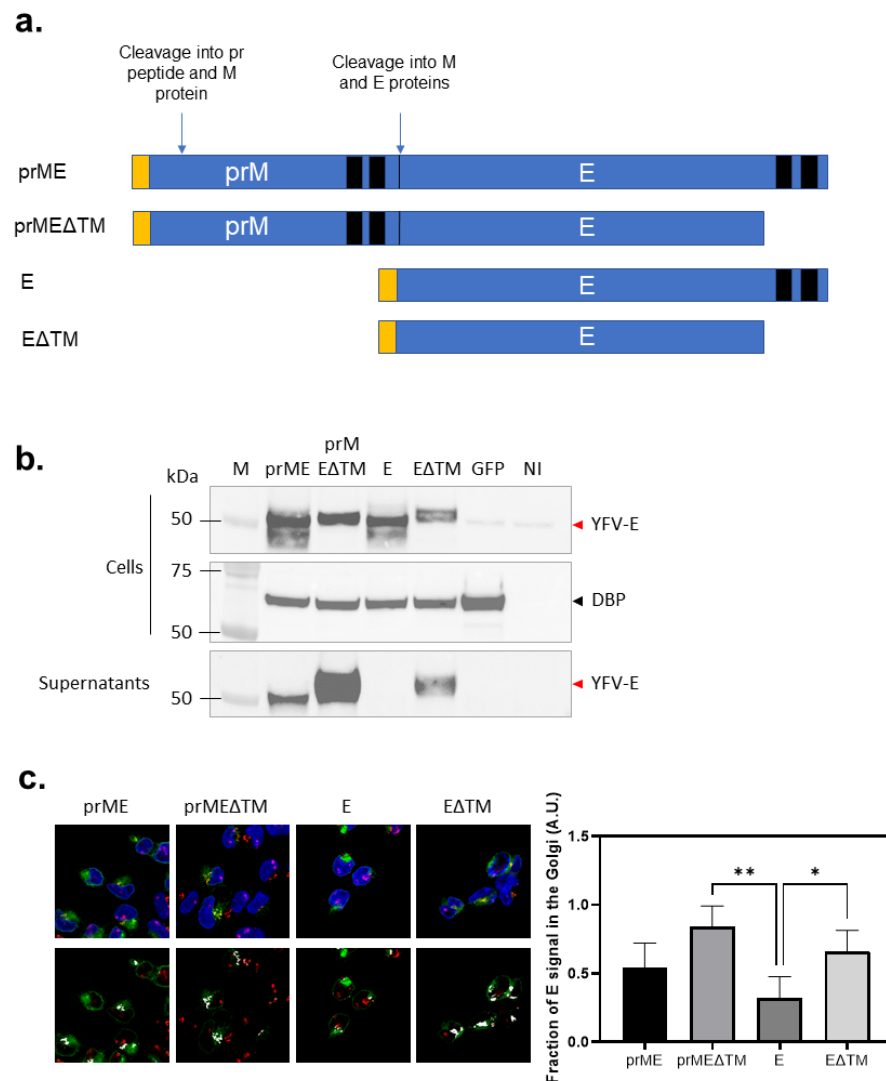 a.
Cleavage into pr
peptide and M
protein
Cleavage into M
and E proteins
prME
prM
E
prMEΔTM
prM
E
E
E
EΔTM
E
b.
kDa
M
prME
prM
EΔTM
E
EΔTM
GFP
NI
50
YFV-E
Cells
75
50
DBP
Supernatants
50
YFV-E
c.
prME
prMEΔTM
E
EΔTM
Fraction of E signal in the Golgi (A.U.)
1.5
1.0
0.5
0.0
**
*
prME
prMEΔTM
E
EΔTM